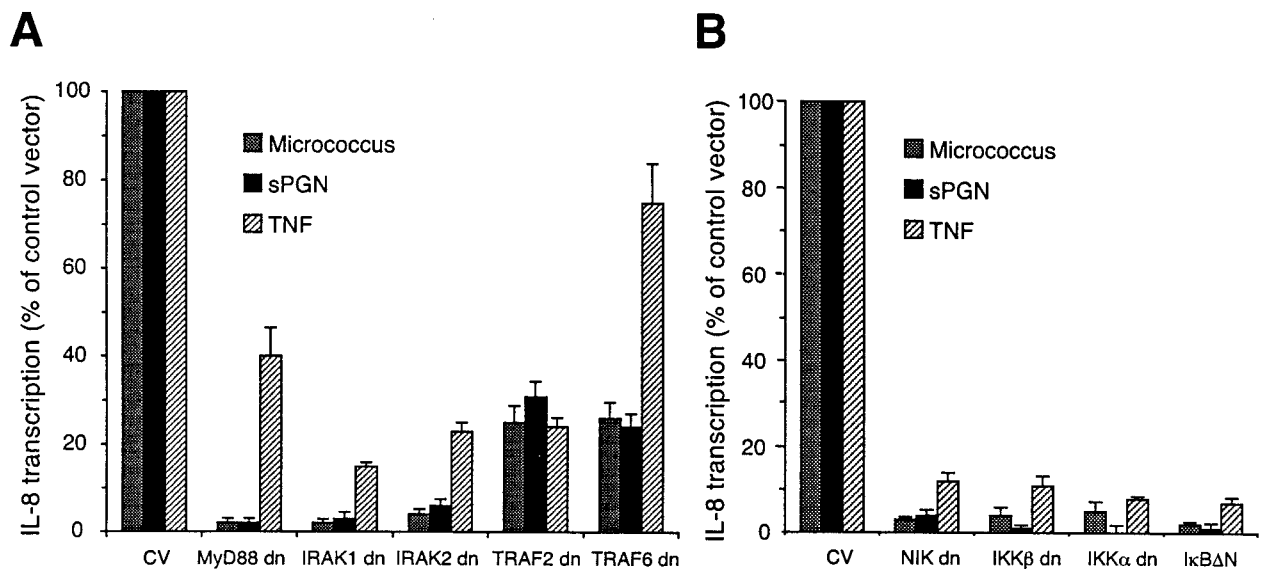 A
IL-8 transcription (% of control vector)
100
80
60
40
20
0
Micrococcus
sPGN
TNF
CV MyD88 dn IRAK1 dn IRAK2 dn TRAF2 dn TRAF6 dn
B
IL-8 transcription (% of control vector)
100
80
60
40
20
0
Micrococcus
sPGN
TNF
CV NIK dn IKKβ dn IKKα dn IκBΔN